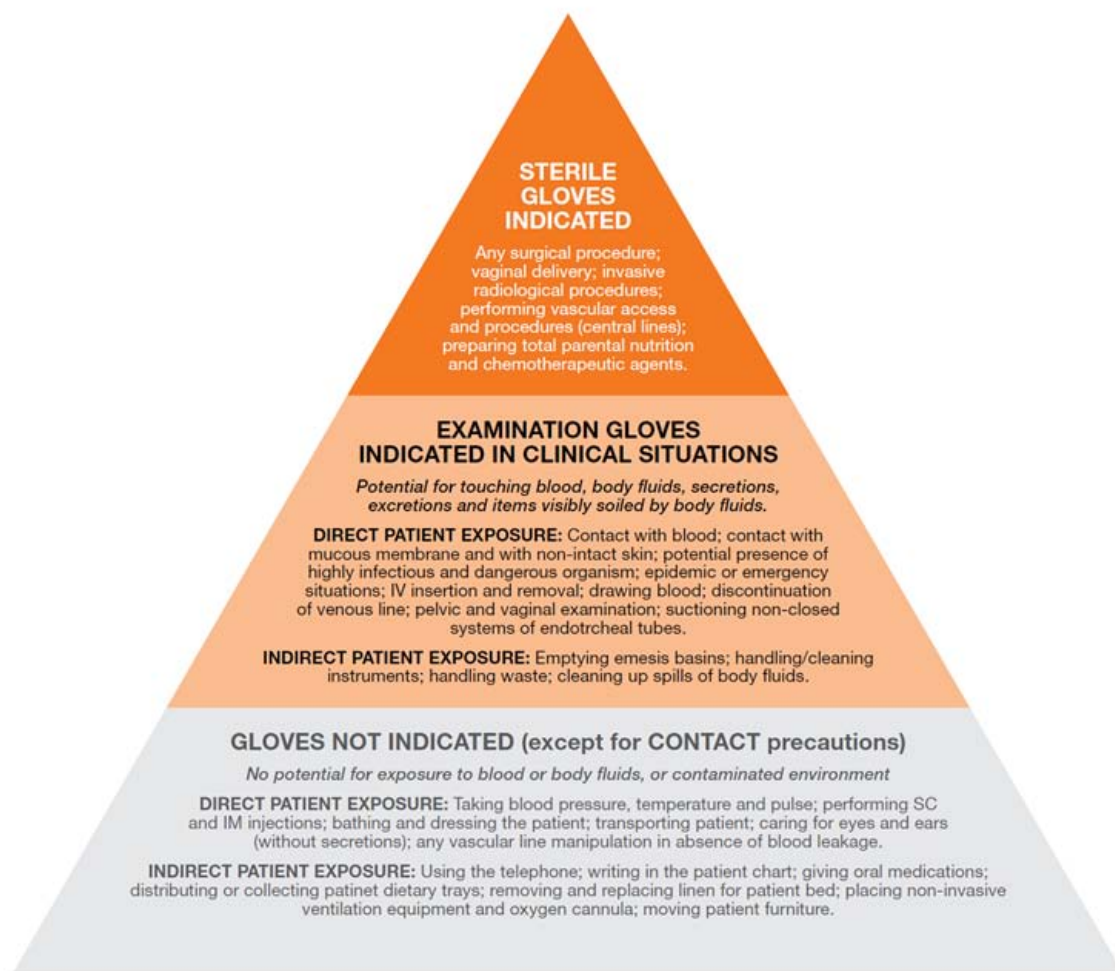 STERILE
GLOVES
INDICATED
Any surgical procedure;
vaginal delivery; invasive
radiological procedures;
performing vascular access
and procedures (central lines);
preparing total parental nutrition
and chemotherapeutic agents.
EXAMINATION GLOVES
INDICATED IN CLINICAL SITUATIONS
Potential for touching blood, body fluids, secretions,
excretions and items visibly soiled by body fluids.
DIRECT PATIENT EXPOSURE: Contact with blood; contact with
mucous membrane and with non-intact skin; potential presence of
highly infectious and dangerous organism; epidemic or emergency
situations; IV insertion and removal; drawing blood; discontinuation
of venous line; pelvic and vaginal examination; suctioning non-closed
systems of endotrcheal tubes.
INDIRECT PATIENT EXPOSURE: Emptying emesis basins; handling/cleaning
instruments; handling waste; cleaning up spills of body fluids.
GLOVES NOT INDICATED (except for CONTACT precautions)
No potential for exposure to blood or body fluids, or contaminated environment
DIRECT PATIENT EXPOSURE: Taking blood pressure, temperature and pulse; performing SC
and IM injections; bathing and dressing the patient; transporting patient; caring for eyes and ears
(without secretions); any vascular line manipulation in absence of blood leakage.
INDIRECT PATIENT EXPOSURE: Using the telephone; writing in the patient chart; giving oral medications;
distributing or collecting patinet dietary trays; removing and replacing linen for patient bed; placing non-invasive
ventilation equipment and oxygen cannula; moving patient furniture.